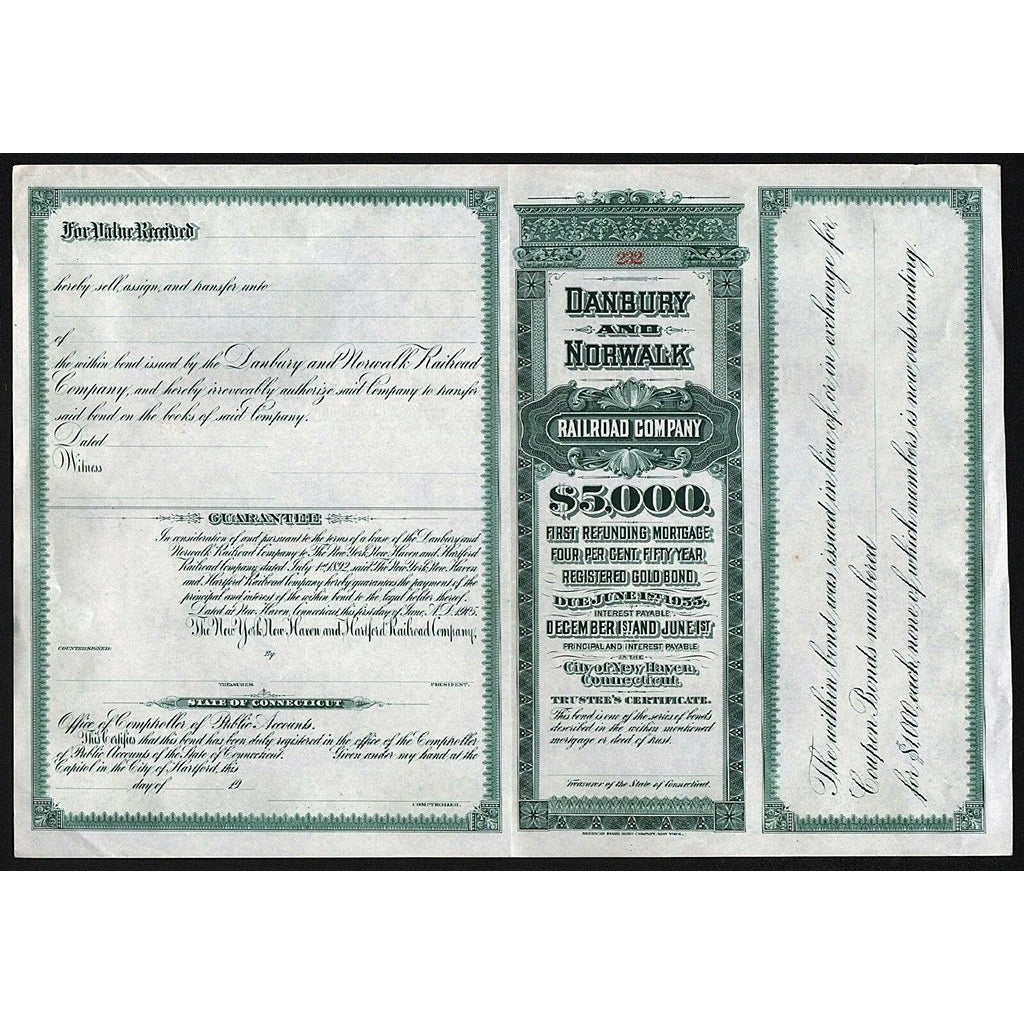 For Value Received
hereby sell, assign, and transfer unto
of
the within bond issued by the Danbury and Norwalk Railroad
Company, and hereby irrevocably authorize said Company to transfer
said bond on the books of said Company.
Dated
Witness
GUARANTEE
In consideration of and pursuant to the terms of a lease of the Danbury and
Norwalk Railroad Company to The New York, New Haven and Hartford
Railroad Company, dated July 1st 1892, said The New York, New Haven
and Hartford Railroad Company hereby guarantees the payment of the
principal and interest of the within bond to the legal holder thereof.
Dated at New Haven, Connecticut, this first day of June, A.D. 1905.
The New York, New Haven and Hartford Railroad Company,
COUNTERSIGNED:
By
TREASURER. PRESIDENT.
STATE OF CONNECTICUT
Office of Comptroller of Public Accounts.
This Certifies that this bond has been duly registered in the office of the Comptroller
of Public Accounts of the State of Connecticut. Given under my hand at the
Capitol in the City of Hartford, this
day of 19
COMPTROLLER.
232
DANBURY
AND
NORWALK
RAILROAD COMPANY
$5,000.
FIRST REFUNDING MORTGAGE
FOUR PER CENT. FIFTY YEAR
REGISTERED GOLD BOND.
DUE JUNE 1ST, 1955.
INTEREST PAYABLE
DECEMBER 1ST AND JUNE 1ST
PRINCIPAL AND INTEREST PAYABLE
IN THE
City of New Haven,
Connecticut.
TRUSTEE'S CERTIFICATE.
This bond is one of the series of bonds
described in the within mentioned
mortgage or deed of trust.
Treasurer of the State of Connecticut.
AMERICAN BANK NOTE COMPANY, NEW YORK.
The within bond was issued in lieu of, or in exchange for,
Coupon Bonds numbered
for $1,000, each, none of which numbers is now outstanding.